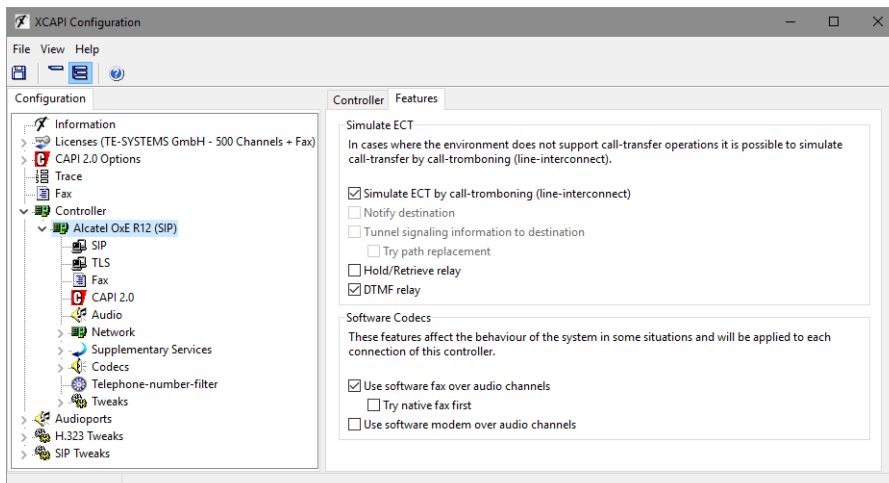 XCAPI Configuration
File View Help
Configuration
Information
Licenses (TE-SYSTEMS GmbH - 500 Channels + Fax)
CAPI 2.0 Options
Trace
Fax
Controller
Alcatel OxE R12 (SIP)
SIP
TLS
Fax
CAPI 2.0
Audio
Network
Supplementary Services
Codecs
Telephone-number-filter
Tweaks
Audioports
H.323 Tweaks
SIP Tweaks
Controller Features
Simulate ECT
In cases where the environment does not support call-transfer operations it is possible to simulate
call-transfer by call-tromboning (line-interconnect).
Simulate ECT by call-tromboning (line-interconnect)
Notify destination
Tunnel signaling information to destination
Try path replacement
Hold/Retrieve relay
DTMF relay
Software Codecs
These features affect the behaviour of the system in some situations and will be applied to each
connection of this controller.
Use software fax over audio channels
Try native fax first
Use software modem over audio channels